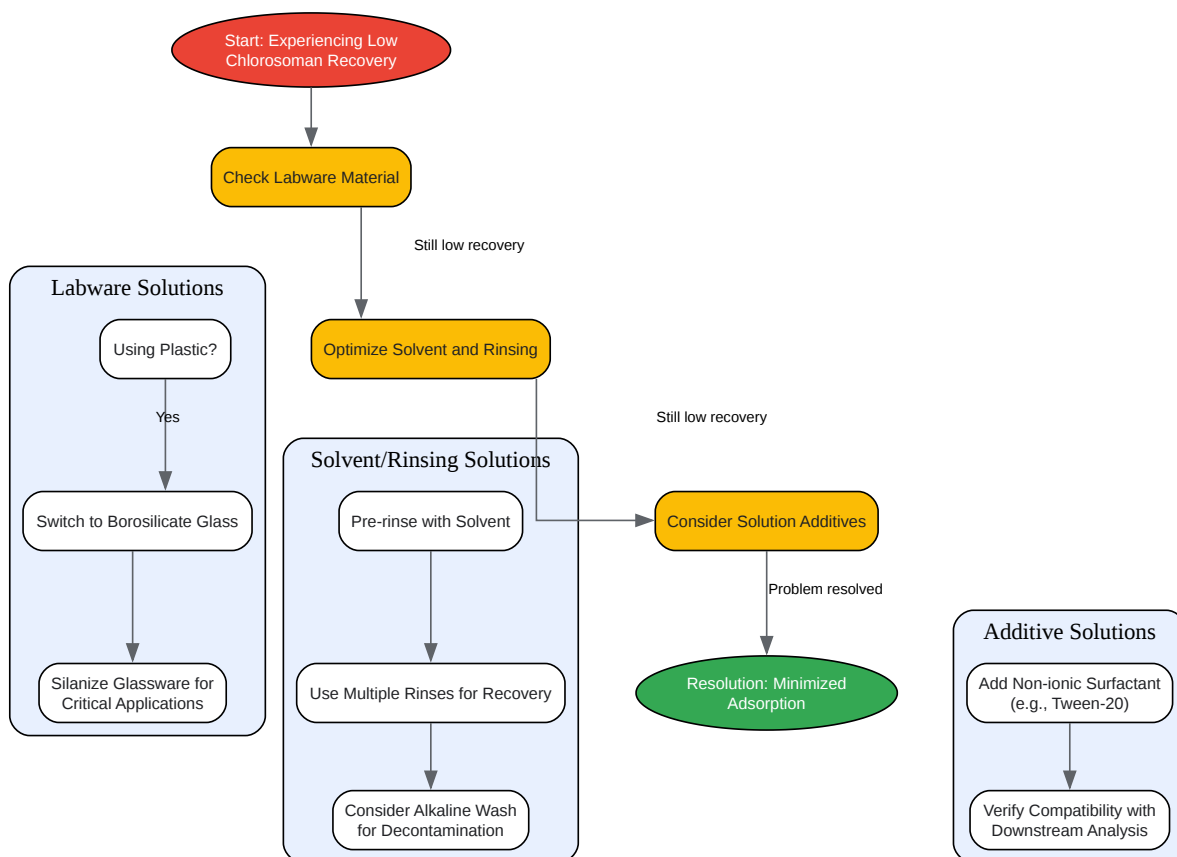 Start: Experiencing Low
Chlorosoman Recovery
Check Labware Material
Still low recovery
Labware Solutions
Using Plastic?
Optimize Solvent and Rinsing
Yes
Still low recovery
Solvent/Rinsing Solutions
Switch to Borosilicate Glass
Pre-rinse with Solvent
Consider Solution Additives
Problem resolved
Additive Solutions
Silanize Glassware for
Critical Applications
Use Multiple Rinses for Recovery
Resolution: Minimized
Adsorption
Add Non-ionic Surfactant
(e.g., Tween-20)
Consider Alkaline Wash
for Decontamination
Verify Compatibility with
Downstream Analysis